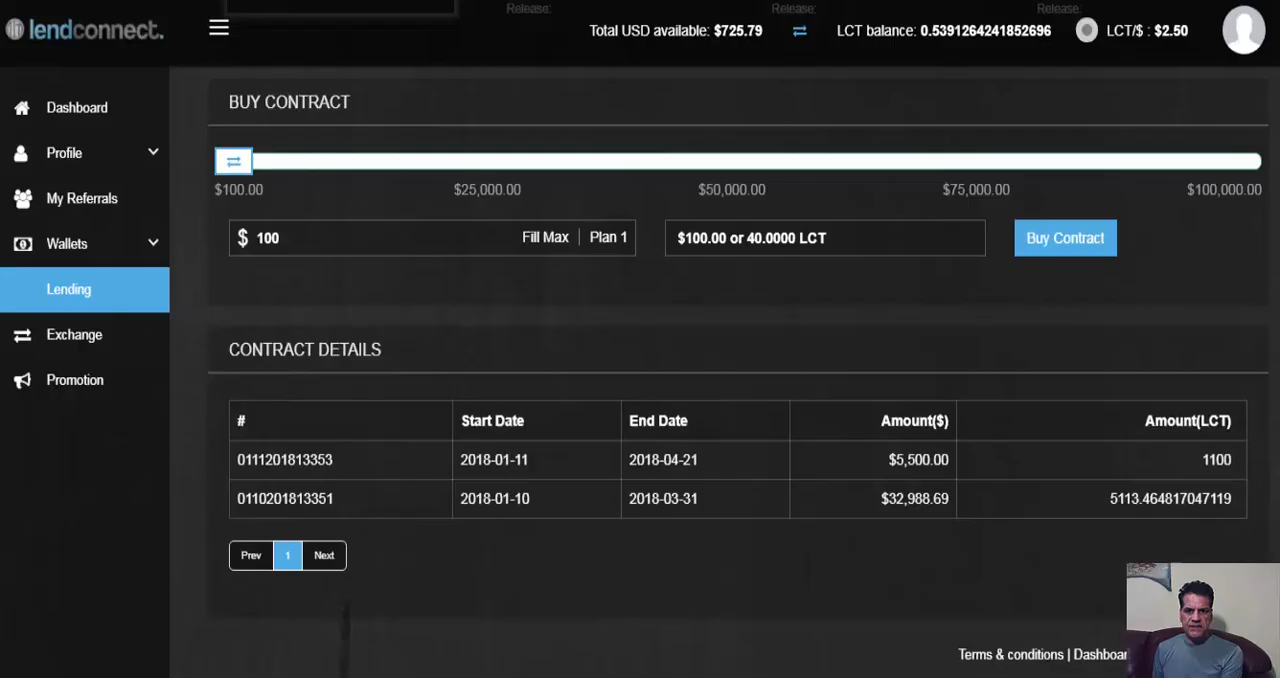 Release: Release: Release:
lendconnect.
Total USD available: $725.79 LCT balance: 0.5391264241852696 LCT/$ : $2.50
Dashboard
Profile
My Referrals
Wallets
Lending
Exchange
Promotion
BUY CONTRACT
$100.00 $25,000.00 $50,000.00 $75,000.00 $100,000.00
$ 100 Fill Max | Plan 1 $100.00 or 40.0000 LCT Buy Contract
CONTRACT DETAILS
# Start Date End Date Amount($) Amount(LCT)
0111201813353 2018-01-11 2018-04-21 $5,500.00 1100
0110201813351 2018-01-10 2018-03-31 $32,988.69 5113.464817047119
Prev 1 Next
Terms & conditions | Dashboar